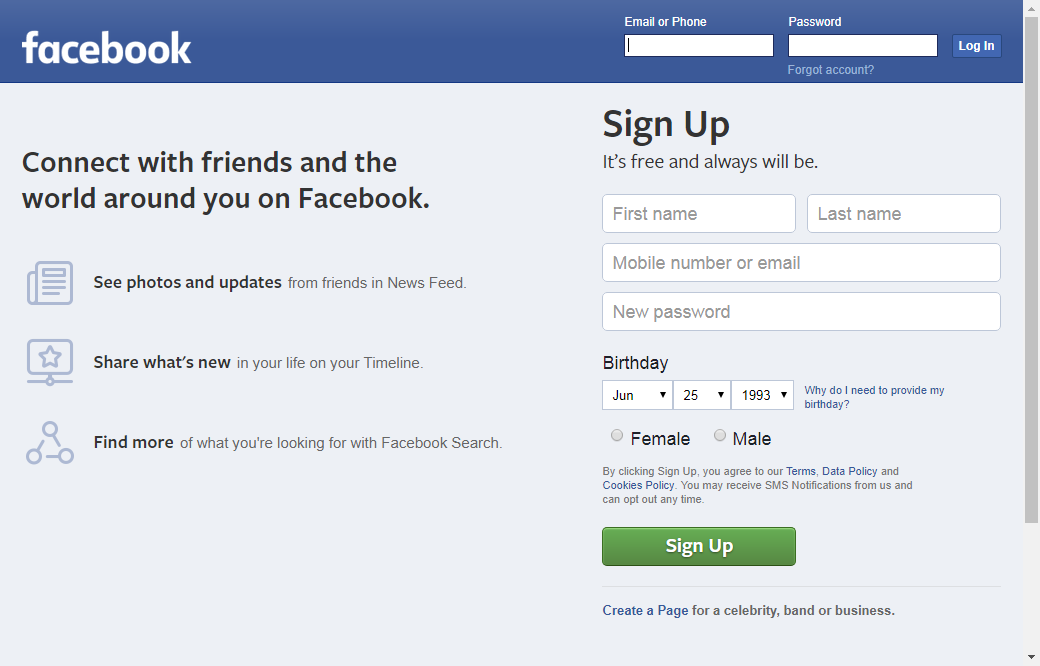 facebook
Email or Phone
Password
Log In
Forgot account?
Connect with friends and the
world around you on Facebook.
See photos and updates from friends in News Feed.
Share what's new in your life on your Timeline.
Find more of what you're looking for with Facebook Search.
Sign Up
It's free and always will be.
First name
Last name
Mobile number or email
New password
Birthday
Jun 25 1993
Why do I need to provide my
birthday?
Female Male
By clicking Sign Up, you agree to our Terms, Data Policy and
Cookies Policy. You may receive SMS Notifications from us and
can opt out any time.
Sign Up
Create a Page for a celebrity, band or business.